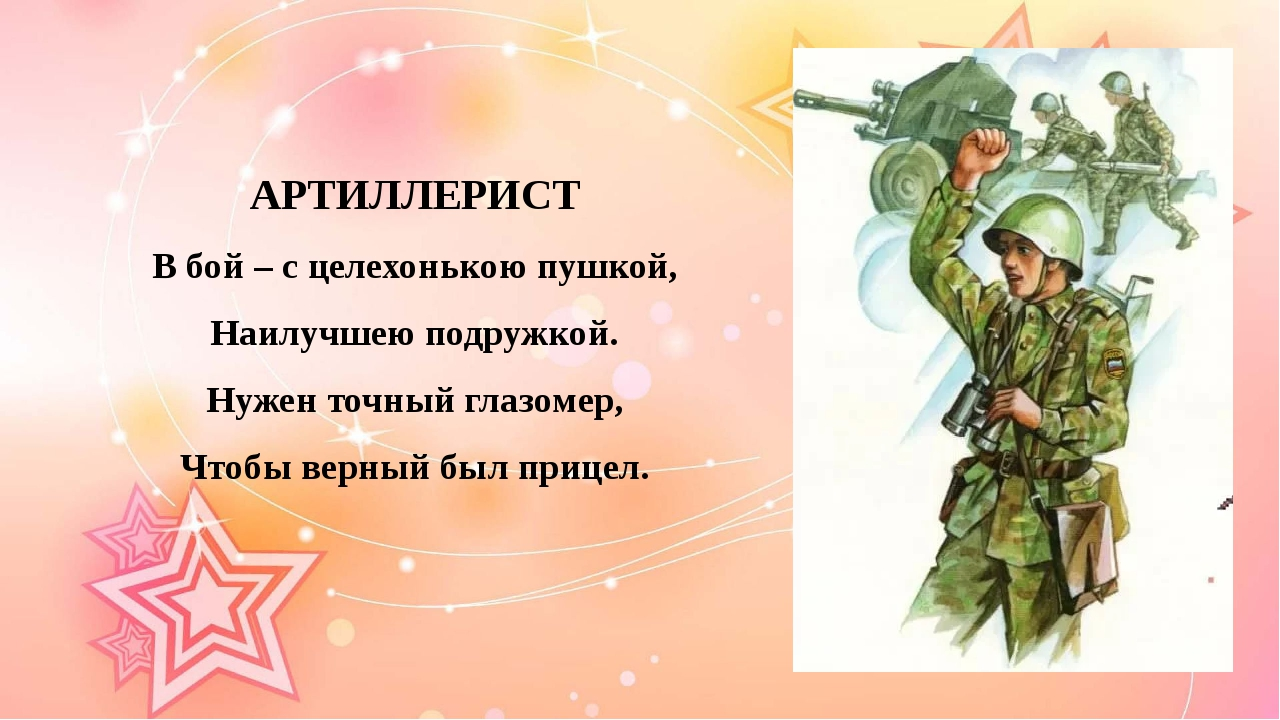 АРТИЛЛЕРИСТ
В бой – с целехонькою пушкой,
Наилучшею подружкой.
Нужен точный глазомер,
Чтобы верный был прицел.